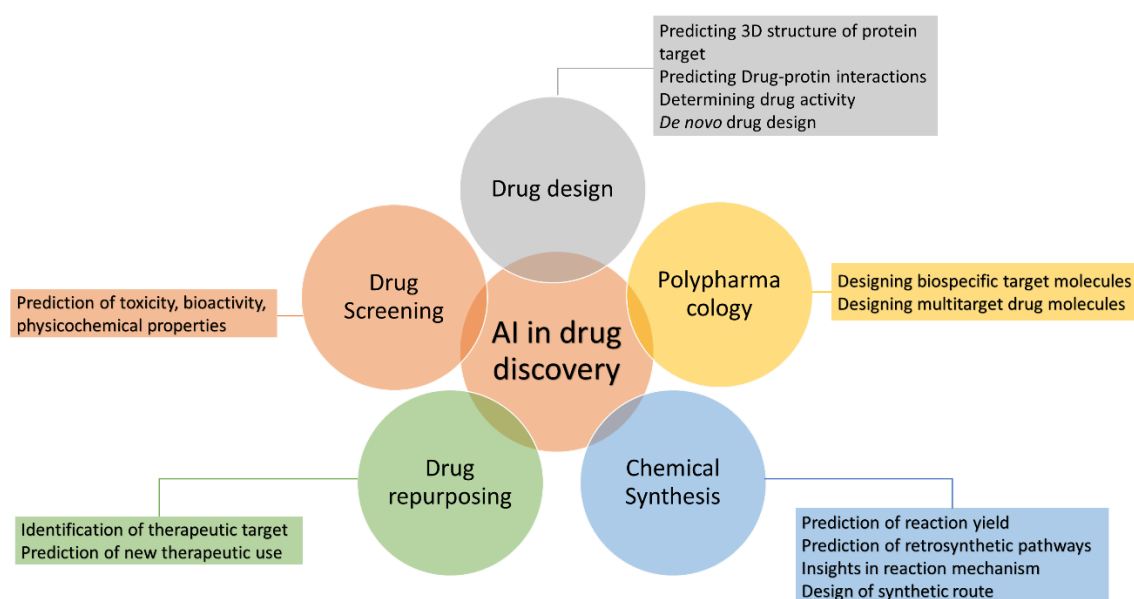 Predicting 3D structure of protein
target
Predicting Drug-protin interactions
Determining drug activity
De novo drug design
Drug design
Drug
Screening
Polypharma
cology
Prediction of toxicity, bioactivity,
physicochemical properties
Designing biospecific target molecules
Designing multitarget drug molecules
AI in drug
discovery
Drug
repurposing
Chemical
Synthesis
Identification of therapeutic target
Prediction of new therapeutic use
Prediction of reaction yield
Prediction of retrosynthetic pathways
Insights in reaction mechanism
Design of synthetic route